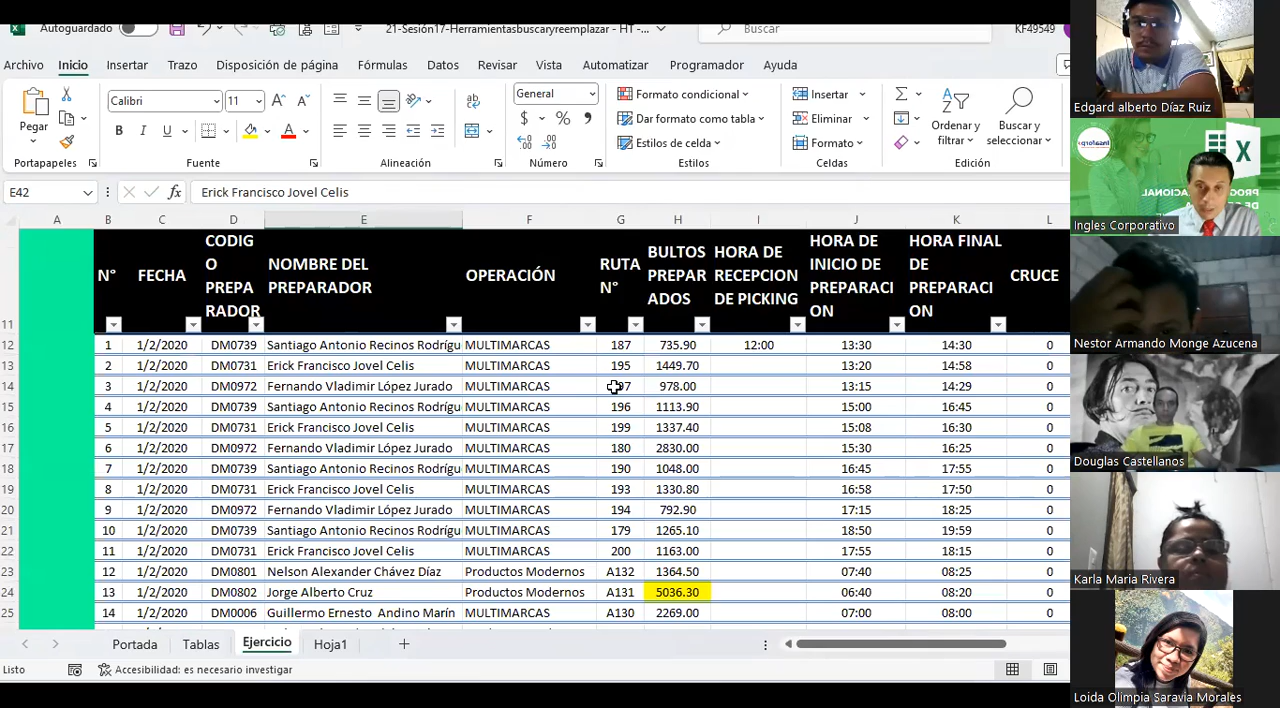 Autoguardado
21-Sesión17-Herramientasbuscaryreemplazar - HT -...
Buscar
KF49549
Archivo Inicio Insertar Trazo Disposición de página Fórmulas Datos Revisar Vista Automatizar Programador Ayuda
Pegar
Calibri 11
N K S
General
$ %
Formato condicional
Dar formato como tabla
Estilos de celda
Insertar
Eliminar
Formato
Ordenar y filtrar
Buscar y seleccionar
Portapapeles Fuente Alineación Número Estilos Celdas Edición
E42 fx Erick Francisco Jovel Celis
A B C D E F G H I J K L
11 N° FECHA CODIGO PREPARADOR NOMBRE DEL PREPARADOR OPERACIÓN RUTA N° BULTOS PREPARADOS HORA DE RECEPCION DE PICKING HORA DE INICIO DE PREPARACION HORA FINAL DE PREPARACION CRUCE
12 1 1/2/2020 DM0739 Santiago Antonio Recinos Rodrígu MULTIMARCAS 187 735.90 12:00 13:30 14:30 0
13 2 1/2/2020 DM0731 Erick Francisco Jovel Celis MULTIMARCAS 195 1449.70 13:20 14:58 0
14 3 1/2/2020 DM0972 Fernando Vladimir López Jurado MULTIMARCAS 978.00 13:15 14:29 0
15 4 1/2/2020 DM0739 Santiago Antonio Recinos Rodrígu MULTIMARCAS 196 1113.90 15:00 16:45 0
16 5 1/2/2020 DM0731 Erick Francisco Jovel Celis MULTIMARCAS 199 1337.40 15:08 16:30 0
17 6 1/2/2020 DM0972 Fernando Vladimir López Jurado MULTIMARCAS 180 2830.00 15:30 16:25 0
18 7 1/2/2020 DM0739 Santiago Antonio Recinos Rodrígu MULTIMARCAS 190 1048.00 16:45 17:55 0
19 8 1/2/2020 DM0731 Erick Francisco Jovel Celis MULTIMARCAS 193 1330.80 16:58 17:50 0
20 9 1/2/2020 DM0972 Fernando Vladimir López Jurado MULTIMARCAS 194 792.90 17:15 18:25 0
21 10 1/2/2020 DM0739 Santiago Antonio Recinos Rodrígu MULTIMARCAS 179 1265.10 18:50 19:59 0
22 11 1/2/2020 DM0731 Erick Francisco Jovel Celis MULTIMARCAS 200 1163.00 17:55 18:15 0
23 12 1/2/2020 DM0801 Nelson Alexander Chávez Díaz Productos Modernos A132 1364.50 07:40 08:25 0
24 13 1/2/2020 DM0802 Jorge Alberto Cruz Productos Modernos A131 5036.30 06:40 08:20 0
25 14 1/2/2020 DM0006 Guillermo Ernesto Andino Marín Productos Modernos A130 2269.00 07:00 08:00 0
Portada Tablas Ejercicio Hoja1
Listo Accesibilidad: es necesario investigar
Edgard alberto Díaz Ruiz
Insaforp
X
Ingles Corporativo
Nestor Armando Monge Azucena
Douglas Castellanos
Karla Maria Rivera
Loida Olimpia Saravia Morales